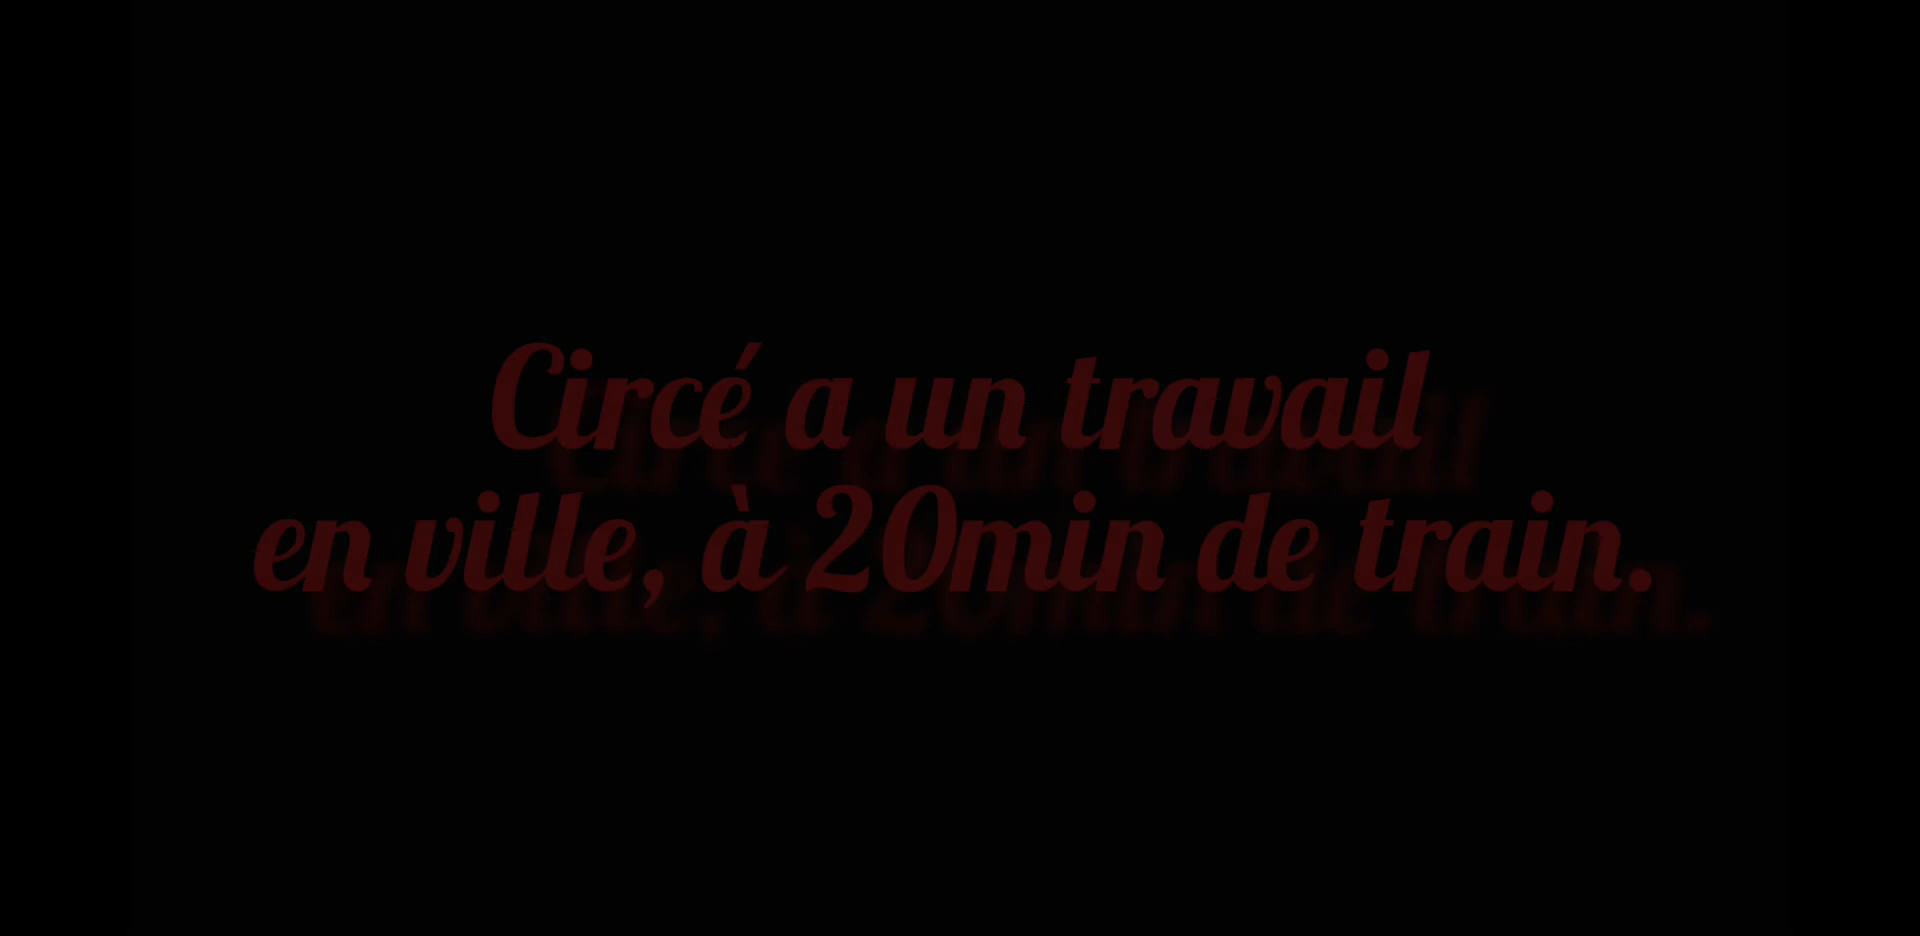 Circé a un travail
en ville, à 20min de train.